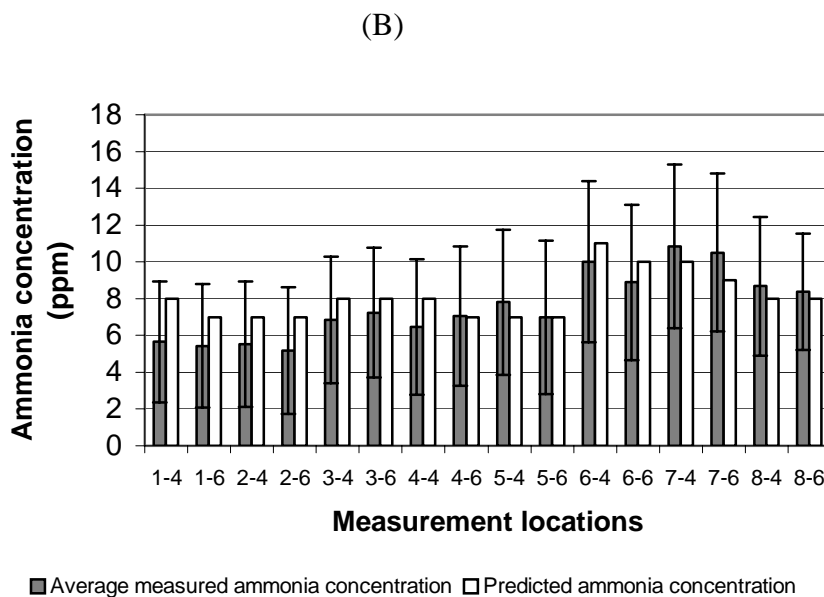 (B)
Ammonia concentration
(ppm)
18
16
14
12
10
8
6
4
2
0
1-4 1-6 2-4 2-6 3-4 3-6 4-4 4-6 5-4 5-6 6-4 6-6 7-4 7-6 8-4 8-6
Measurement locations
Average measured ammonia concentration Predicted ammonia concentration